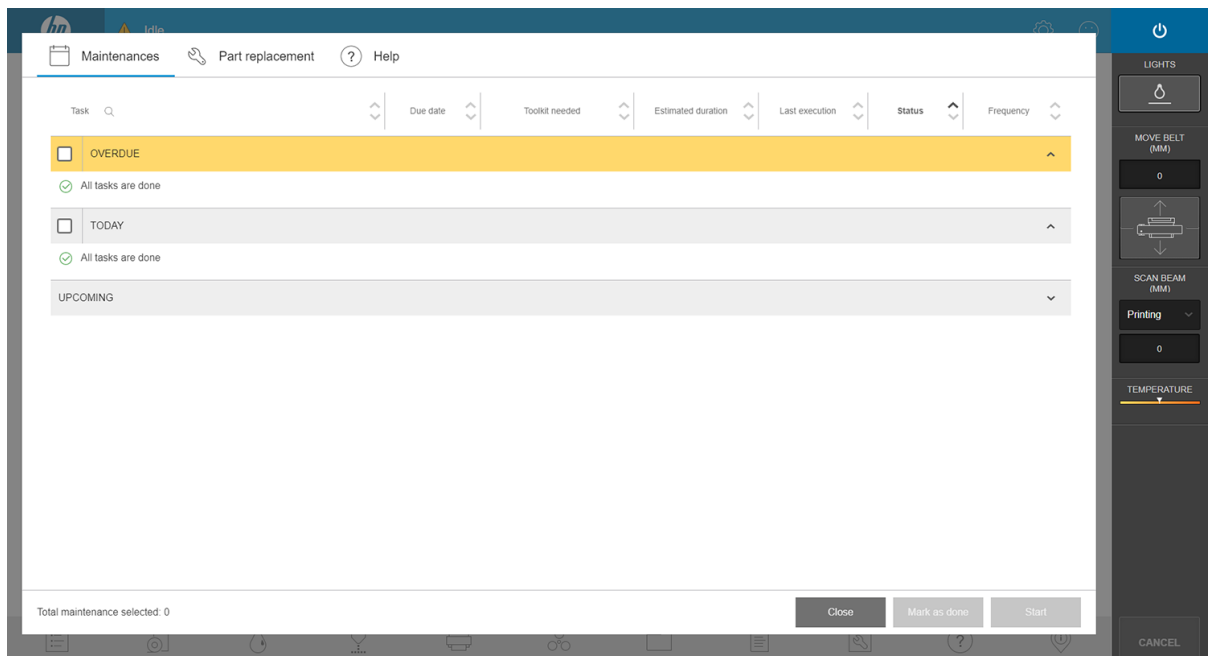 hp
Idle
Maintenances Part replacement ? Help
Task Due date Toolkit needed Estimated duration Last execution Status Frequency
OVERDUE
All tasks are done
TODAY
All tasks are done
UPCOMING
Total maintenance selected: 0
Close Mark as done Start
?
LIGHTS
MOVE BELT
(MM)
0
SCAN BEAM
(MM)
Printing
0
TEMPERATURE
CANCEL